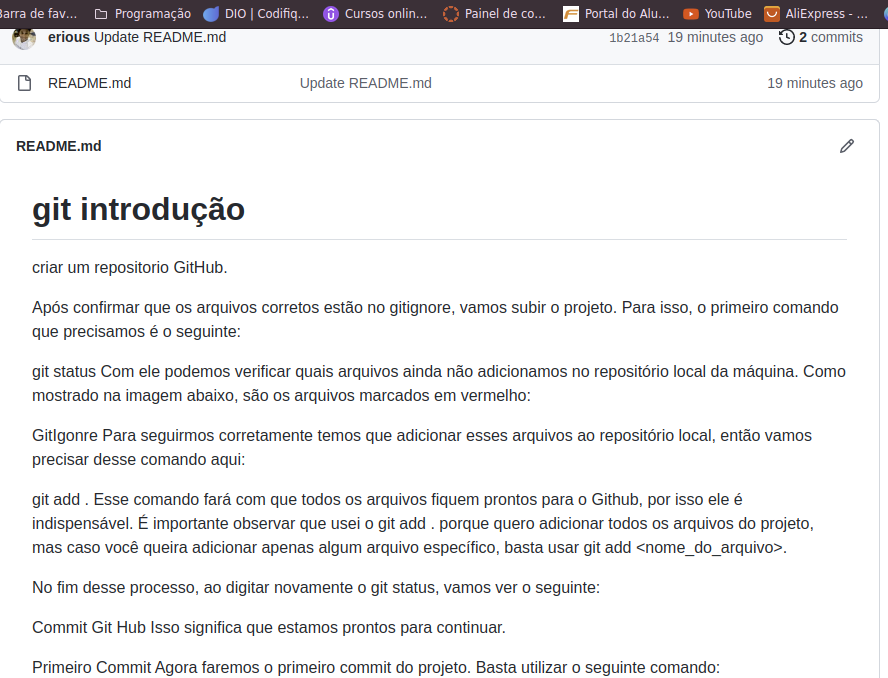 Barra de fav... Programação DIO | Codifiq... Cursos onlin... Painel de co... Portal do Alu... YouTube AliExpress - ...
erious Update README.md 1b21a54 19 minutes ago 2 commits
README.md Update README.md 19 minutes ago
README.md
git introdução
criar um repositorio GitHub.
Após confirmar que os arquivos corretos estão no gitignore, vamos subir o projeto. Para isso, o primeiro comando
que precisamos é o seguinte:
git status Com ele podemos verificar quais arquivos ainda não adicionamos no repositório local da máquina. Como
mostrado na imagem abaixo, são os arquivos marcados em vermelho:
GitIgonre Para seguirmos corretamente temos que adicionar esses arquivos ao repositório local, então vamos
precisar desse comando aqui:
git add . Esse comando fará com que todos os arquivos fiquem prontos para o Github, por isso ele é
indispensável. É importante observar que usei o git add . porque quero adicionar todos os arquivos do projeto,
mas caso você queira adicionar apenas algum arquivo específico, basta usar git add <nome_do_arquivo>.
No fim desse processo, ao digitar novamente o git status, vamos ver o seguinte:
Commit Git Hub Isso significa que estamos prontos para continuar.
Primeiro Commit Agora faremos o primeiro commit do projeto. Basta utilizar o seguinte comando: